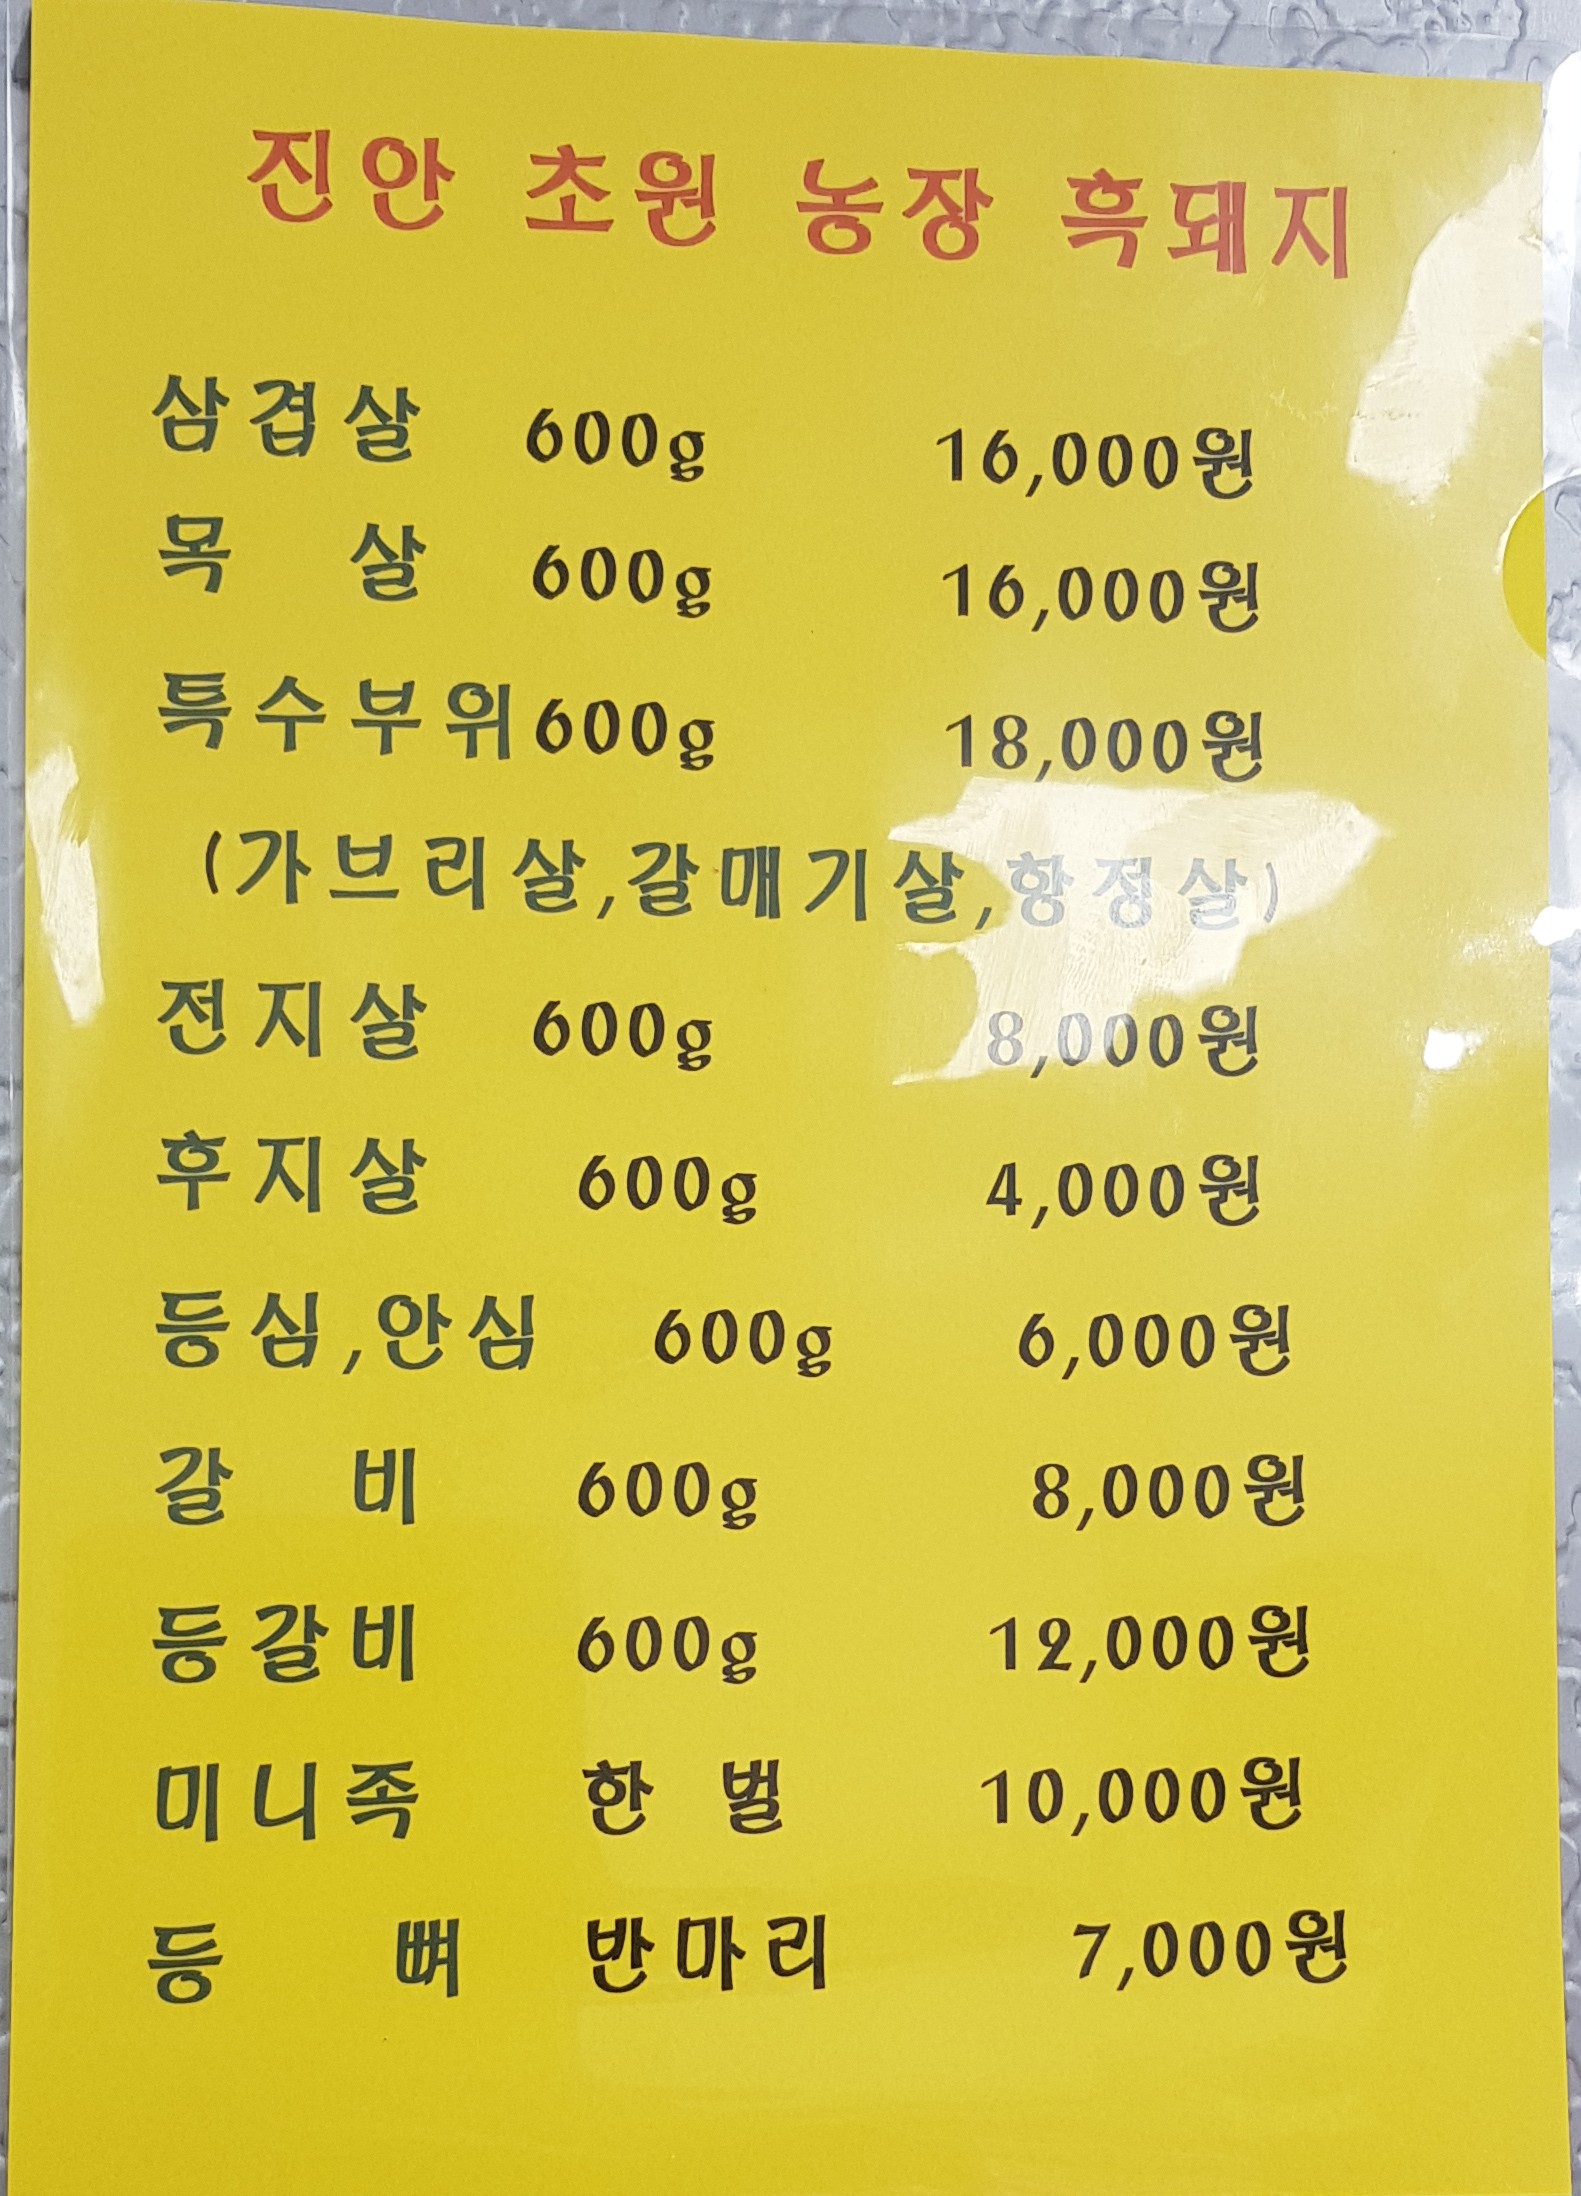 진안 초원 농장 흑돼지
삼겹살 600g 16,000원
목 살 600g 16,000원
특수부위 600g 18,000원
(가브리살,갈매기살,항정살)
전지살 600g 8,000원
후지살 600g 4,000원
등심,안심 600g 6,000원
갈 비 600g 8,000원
등갈비 600g 12,000원
미니족 한 벌 10,000원
등 뼈 반마리 7,000원